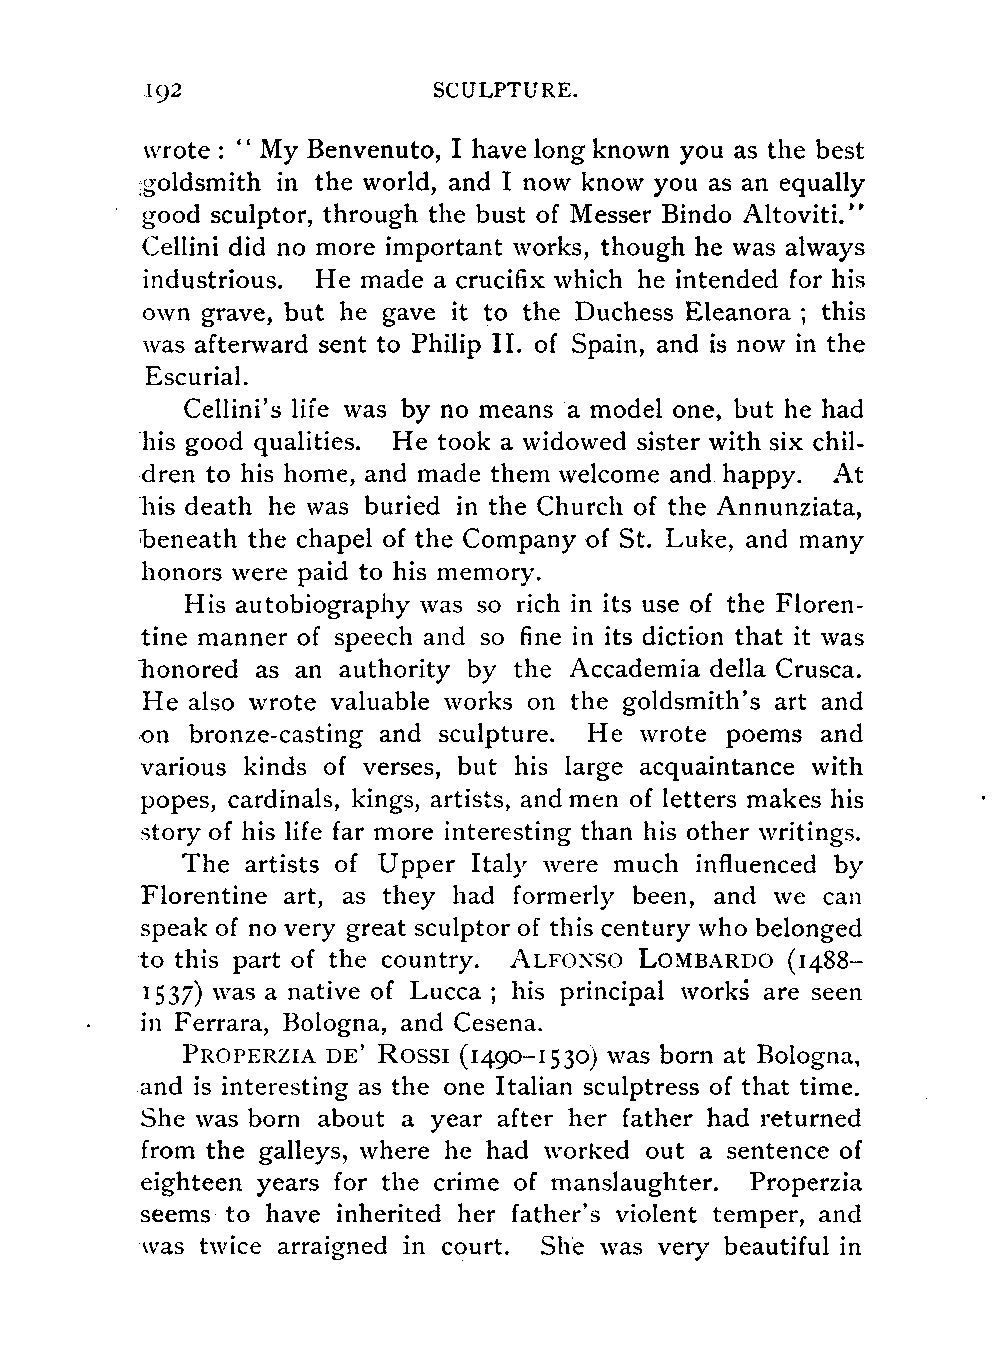 192 SCULPTURE.
wrote : “ My Benvenuto, I have long known you as the best
goldsmith in the world, and I now know you as an equally
good sculptor, through the bust of Messer Bindo Altoviti.”
Cellini did no more important works, though he was always
industrious. He made a crucifix which he intended for his
own grave, but he gave it to the Duchess Eleanora ; this
was afterward sent to Philip II. of Spain, and is now in the
Escurial.
Cellini’s life was by no means a model one, but he had
his good qualities. He took a widowed sister with six chil-
dren to his home, and made them welcome and happy. At
his death he was buried in the Church of the Annunziata,
beneath the chapel of the Company of St. Luke, and many
honors were paid to his memory.
His autobiography was so rich in its use of the Floren-
tine manner of speech and so fine in its diction that it was
honored as an authority by the Accademia della Crusca.
He also wrote valuable works on the goldsmith’s art and
on bronze-casting and sculpture. He wrote poems and
various kinds of verses, but his large acquaintance with
popes, cardinals, kings, artists, and men of letters makes his
story of his life far more interesting than his other writings.
The artists of Upper Italy were much influenced by
Florentine art, as they had formerly been, and we can
speak of no very great sculptor of this century who belonged
to this part of the country. ALFONSO LOMBARDO (1488–
1537) was a native of Lucca ; his principal works are seen
in Ferrara, Bologna, and Cesena.
PROPERZIA DE’ ROSSI (1490–1530) was born at Bologna,
and is interesting as the one Italian sculptress of that time.
She was born about a year after her father had returned
from the galleys, where he had worked out a sentence of
eighteen years for the crime of manslaughter. Properzia
seems to have inherited her father’s violent temper, and
was twice arraigned in court. She was very beautiful in